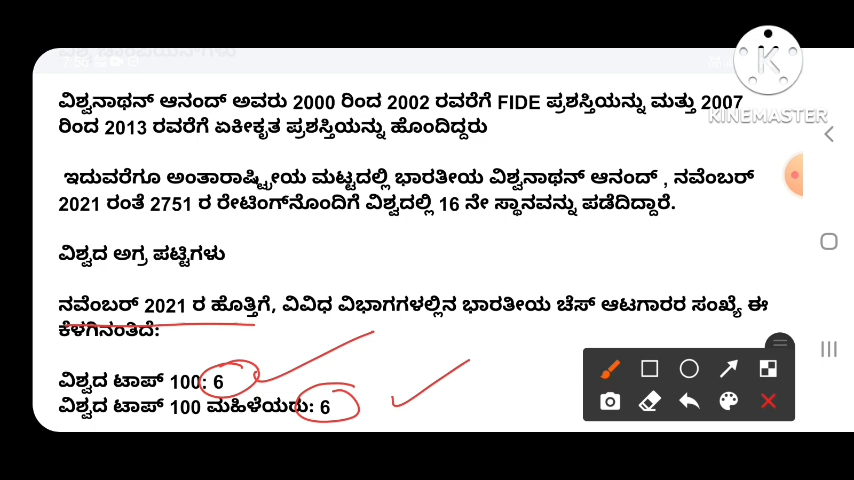 7:56
KINEMASTER
ವಿಶ್ವನಾಥನ್ ಆನಂದ್ ಅವರು 2000 ರಿಂದ 2002 ರವರೆಗೆ FIDE ಪ್ರಶಸ್ತಿಯನ್ನು ಮತ್ತು 2007
ರಿಂದ 2013 ರವರೆಗೆ ಏಕೀಕೃತ ಪ್ರಶಸ್ತಿಯನ್ನು ಹೊಂದಿದ್ದರು
ಇದುವರೆಗೂ ಅಂತಾರಾಷ್ಟ್ರೀಯ ಮಟ್ಟದಲ್ಲಿ ಭಾರತೀಯ ವಿಶ್ವನಾಥನ್ ಆನಂದ್ , ನವೆಂಬರ್
2021 ರಂತೆ 2751 ರ ರೇಟಿಂಗ್‌ನೊಂದಿಗೆ ವಿಶ್ವದಲ್ಲಿ 16 ನೇ ಸ್ಥಾನವನ್ನು ಪಡೆದಿದ್ದಾರೆ.
ವಿಶ್ವದ ಅಗ್ರ ಪಟ್ಟಿಗಳು
ನವೆಂಬರ್ 2021 ರ ಹೊತ್ತಿಗೆ, ವಿವಿಧ ವಿಭಾಗಗಳಲ್ಲಿನ ಭಾರತೀಯ ಚೆಸ್ ಆಟಗಾರರ ಸಂಖ್ಯೆ ಈ
ಕೆಳಗಿನಂತಿದೆ:
ವಿಶ್ವದ ಟಾಪ್ 100: 6
ವಿಶ್ವದ ಟಾಪ್ 100 ಮಹಿಳೆಯರು: 6